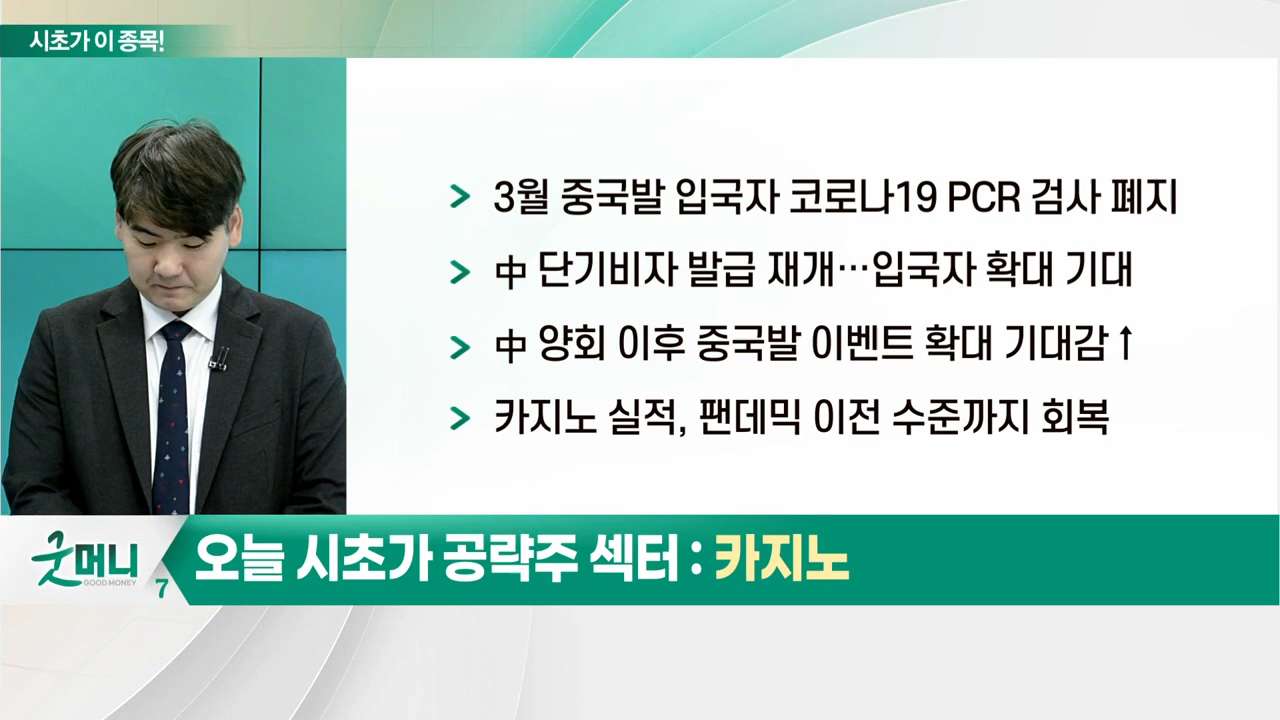 시초가 이 종목!
> 3월 중국발 입국자 코로나19 PCR 검사 폐지
> 中 단기비자 발급 재개…입국자 확대 기대
> 中 양회 이후 중국발 이벤트 확대 기대감↑
> 카지노 실적, 팬데믹 이전 수준까지 회복
굿머니
GOOD MONEY
7
오늘 시초가 공략주 섹터 : 카지노